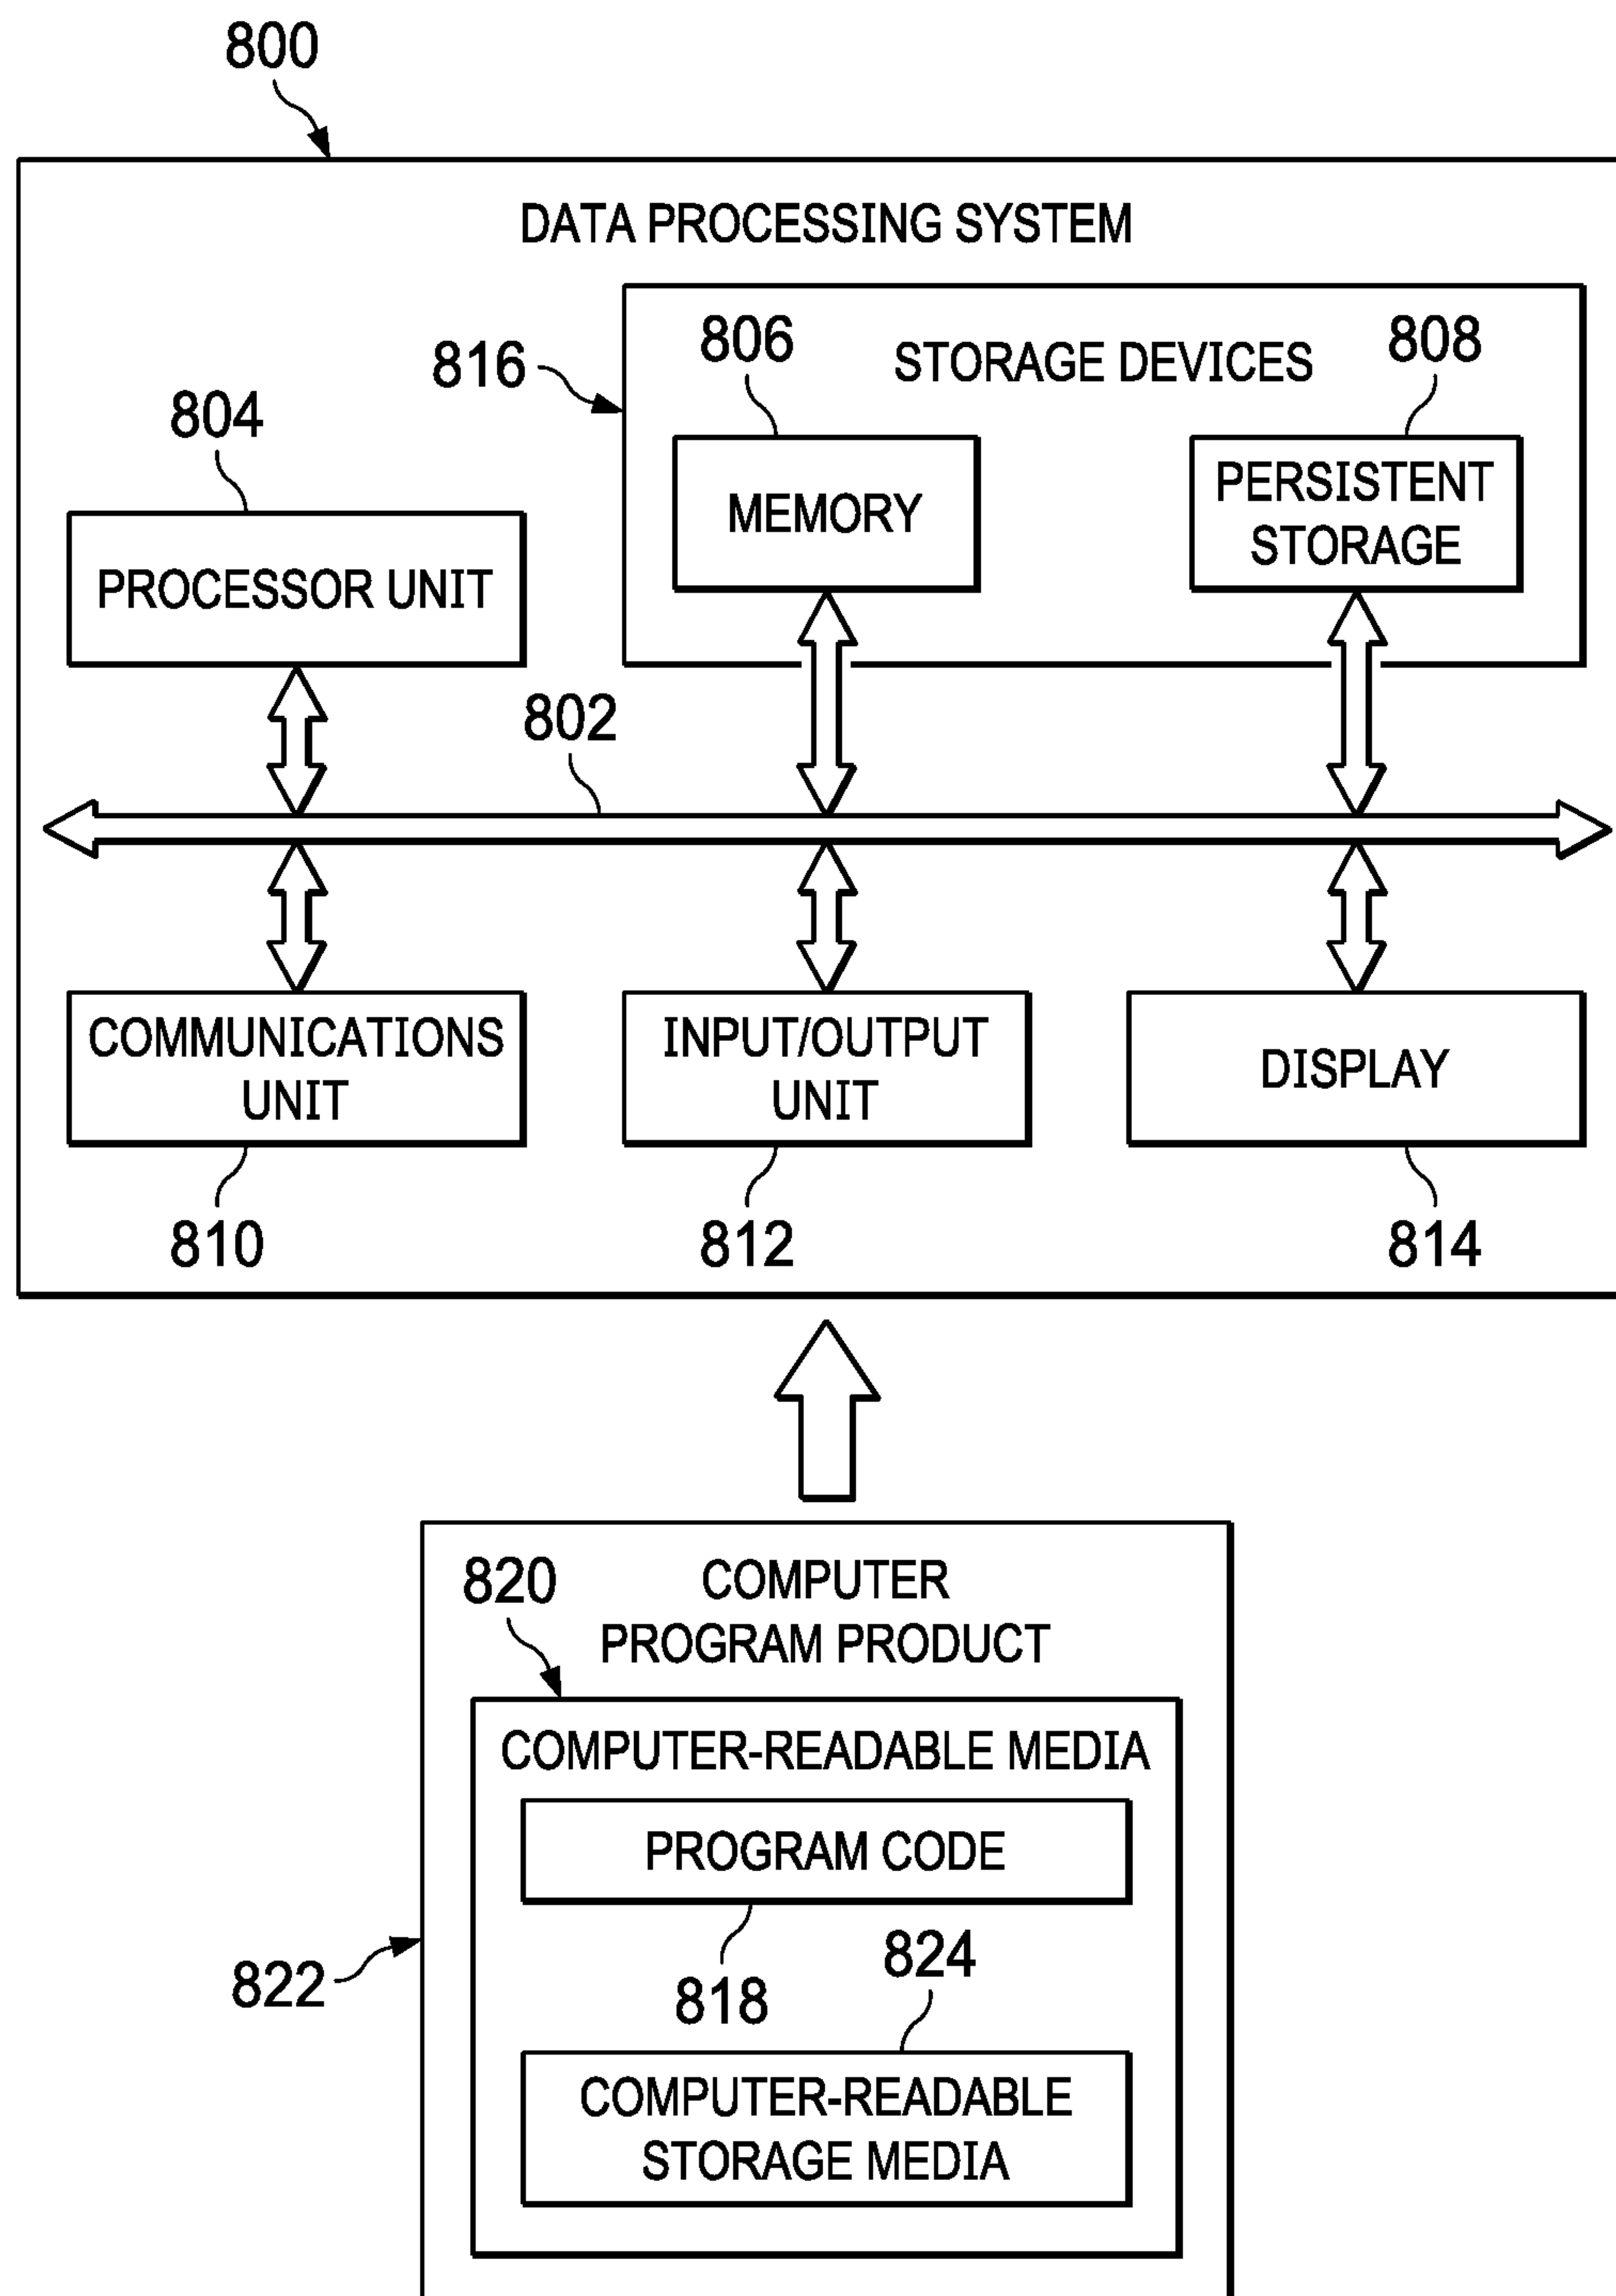 800
DATA PROCESSING SYSTEM
816
806
STORAGE DEVICES
808
804
MEMORY
PERSISTENT
STORAGE
PROCESSOR UNIT
802
COMMUNICATIONS
UNIT
INPUT/OUTPUT
UNIT
DISPLAY
810
812
814
820
COMPUTER
PROGRAM PRODUCT
COMPUTER-READABLE MEDIA
PROGRAM CODE
818
824
822
COMPUTER-READABLE
STORAGE MEDIA